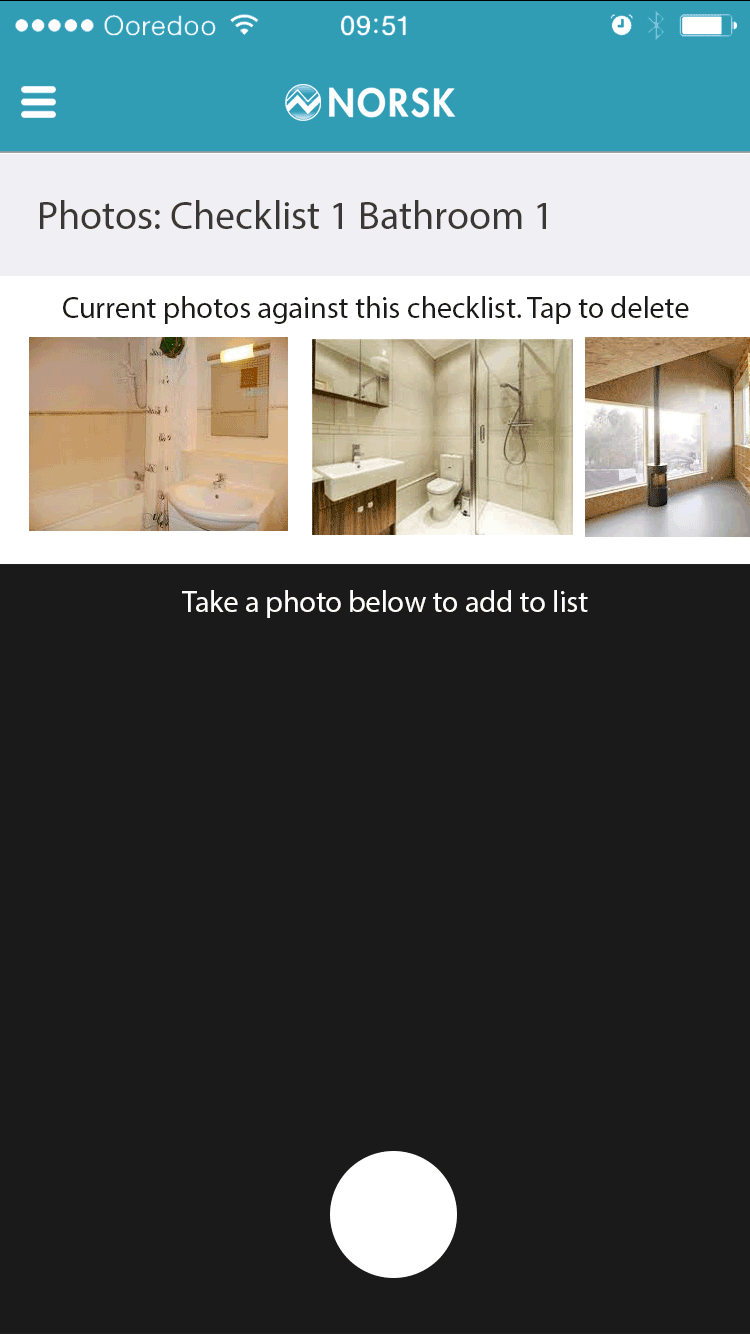 Ooredoo 09:51
NORSK
Photos: Checklist 1 Bathroom 1
Current photos against this checklist. Tap to delete
Take a photo below to add to list